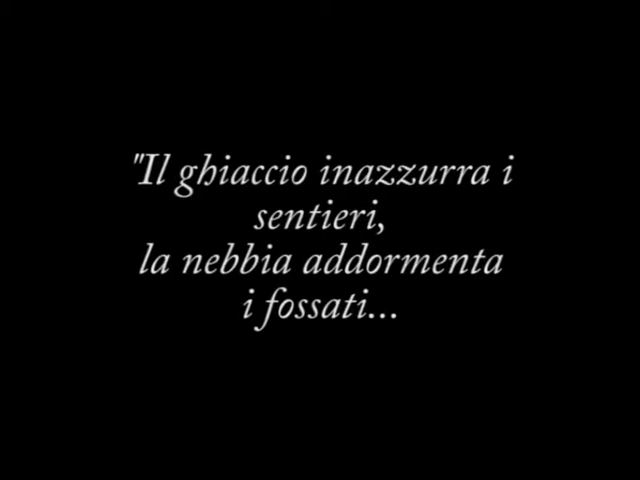 "Il ghiaccio inazzurra i
sentieri,
la nebbia addormenta
i fossati...